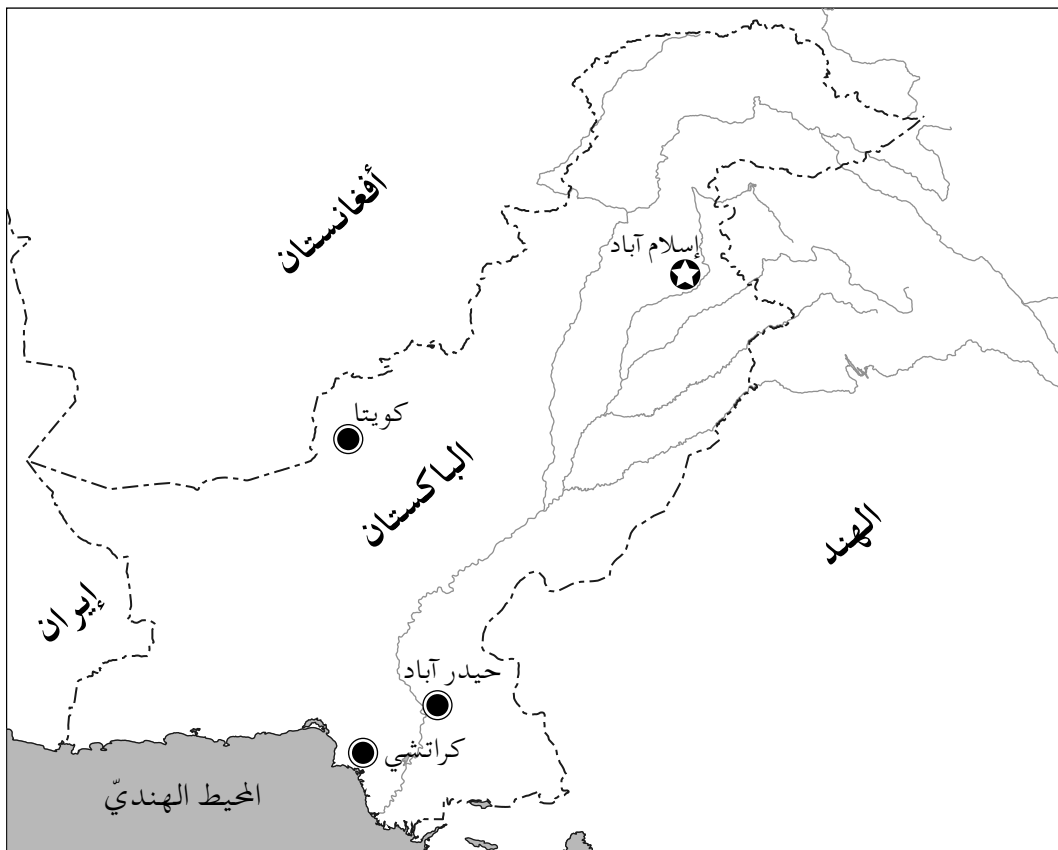 أفغانستان
إسلام آباد
كويتا
الباكستان
الهند
إيران
حيدر آباد
كراتشي
المحيط الهنديّ